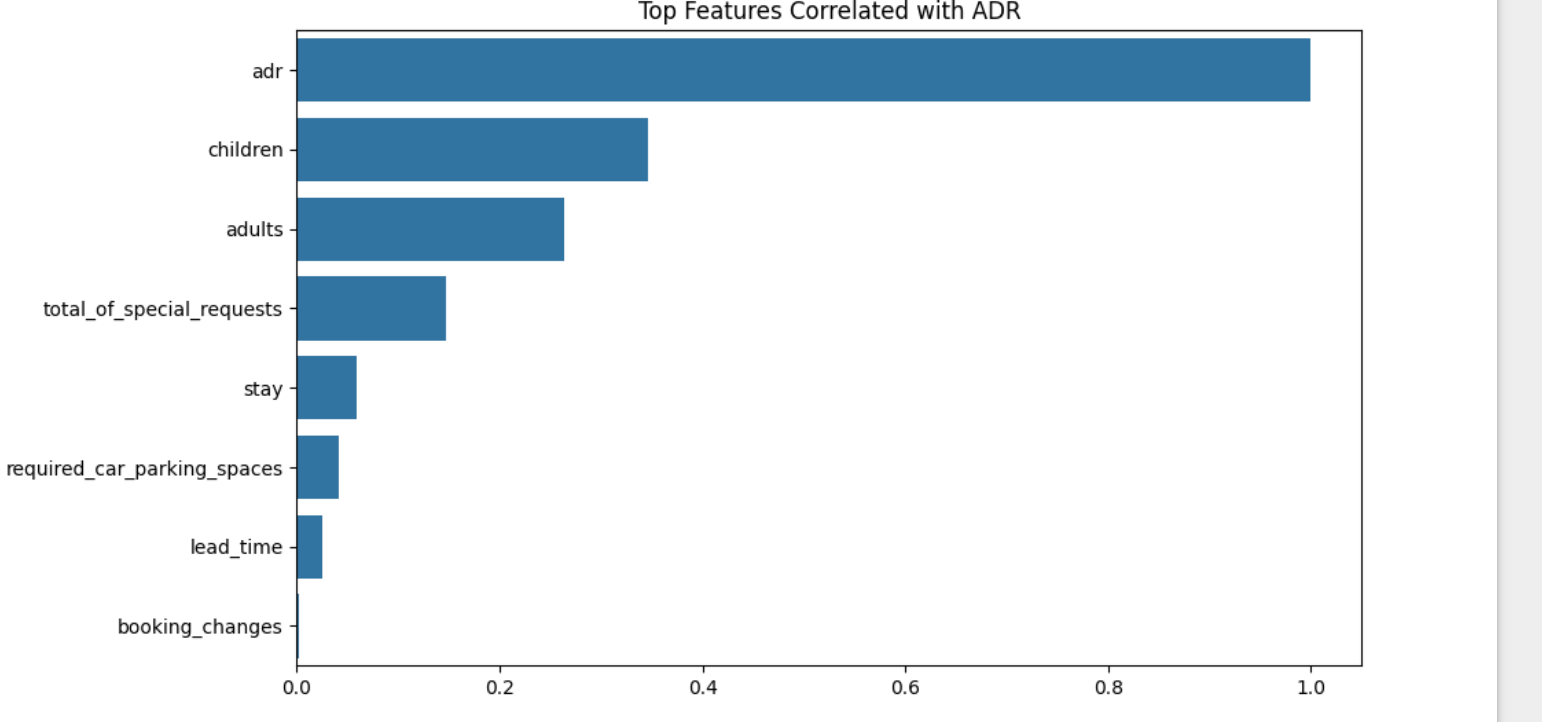 Top Features Correlated with ADR
adr
children
adults
total_of_special_requests
stay
required_car_parking_spaces
lead_time
booking_changes
0.0 0.2 0.4 0.6 0.8 1.0